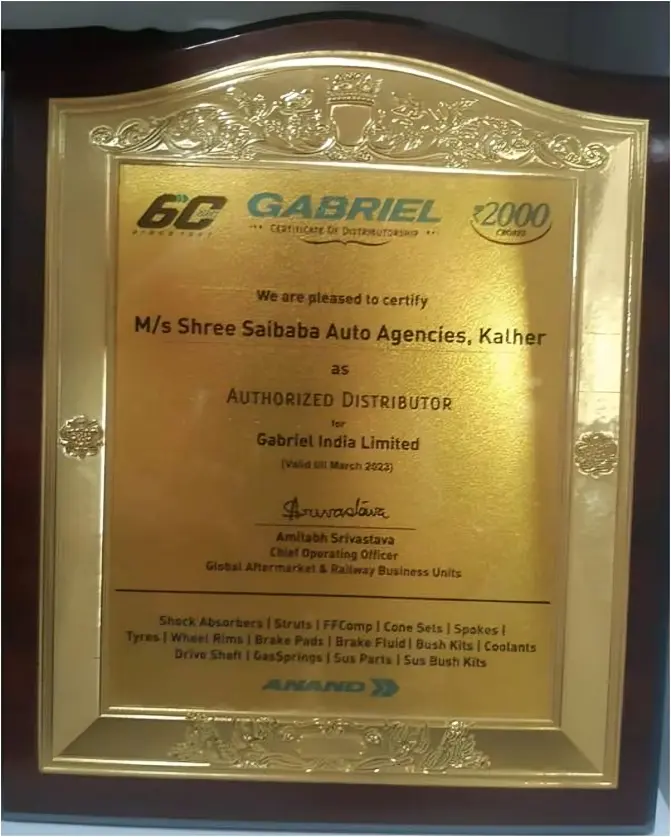 60
GABRIEL
CERTIFICATE OF DISTRIBUTORSHIP
₹2000
CRORES
We are pleased to certify
M/s Shree Saibaba Auto Agencies, Kalher
as
AUTHORIZED DISTRIBUTOR
for
Gabriel India Limited
(Valid till March 2023)
Amitabh Srivastava
Chief Operating Officer
Global Aftermarket & Railway Business Units
Shock Absorbers | Struts | FFComp | Cone Sets | Spokes |
Tyres | Wheel Rims | Brake Pads | Brake Fluid | Bush Kits | Coolants
Drive Shaft | GasSprings | Sus Parts | Sus Bush Kits
ANAND